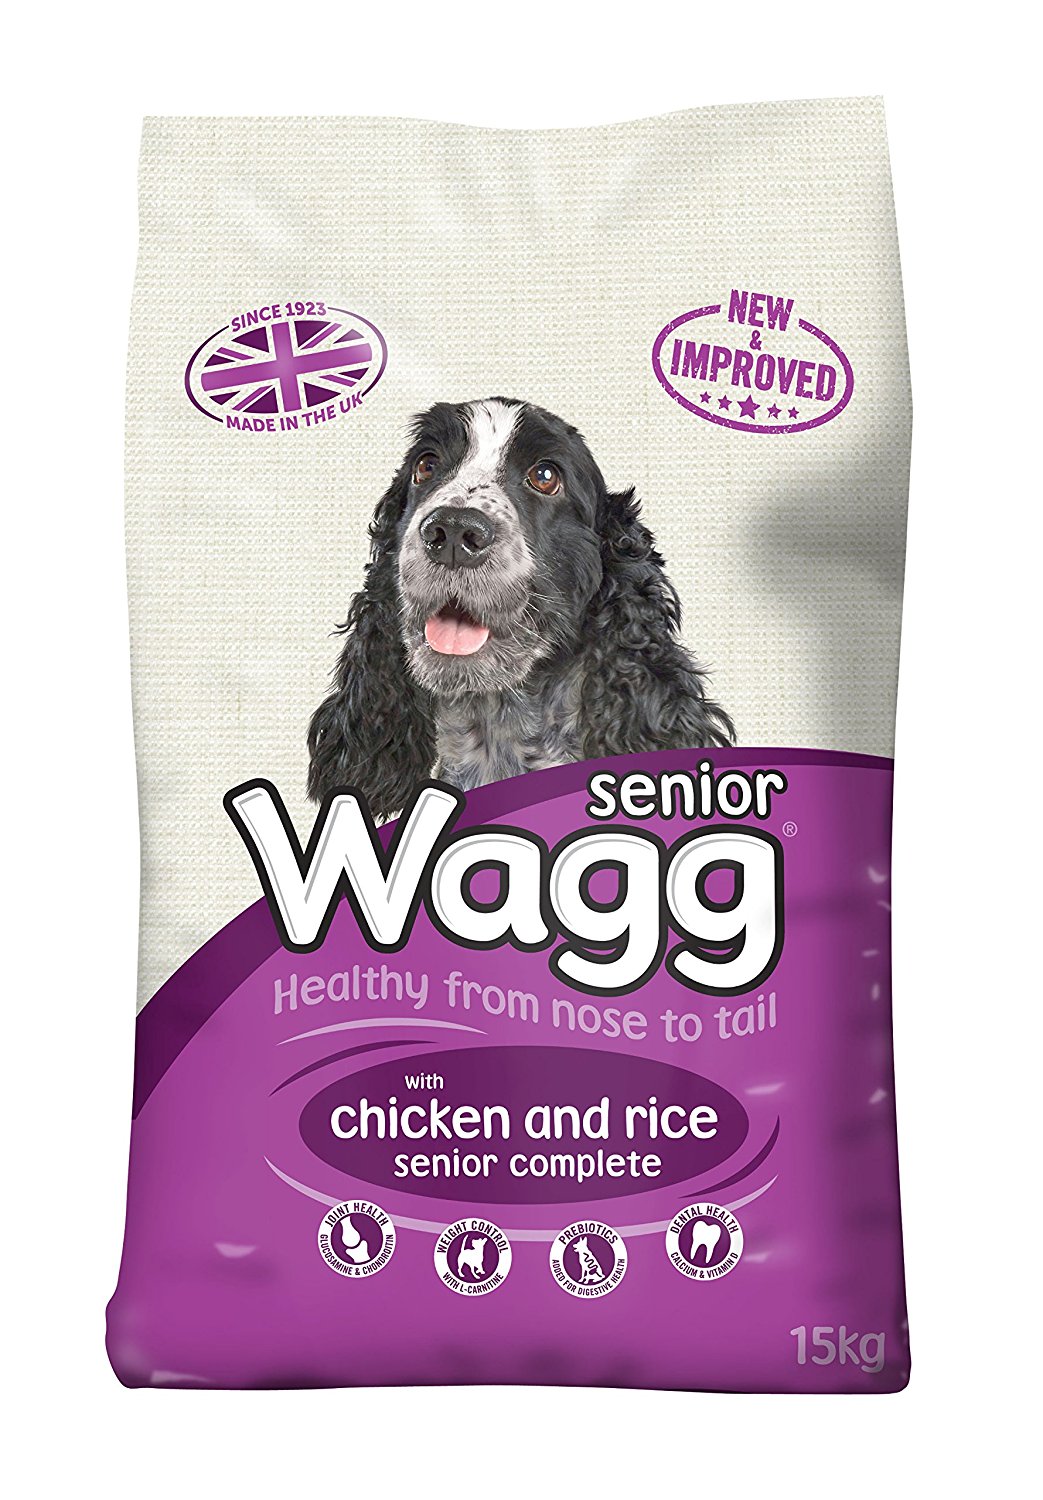 SINCE 1923
MADE IN THE UK
NEW
&
IMPROVED
senior
Wagg®
Healthy from nose to tail
with
chicken and rice
senior complete
JOINT HEALTH
GLUCOSAMINE & CHONDROITIN
WEIGHT CONTROL
WITH L-CARNITINE
PREBIOTICS
ADDED FOR DIGESTIVE HEALTH
DENTAL HEALTH
CALCIUM & VITAMIN D
15kg